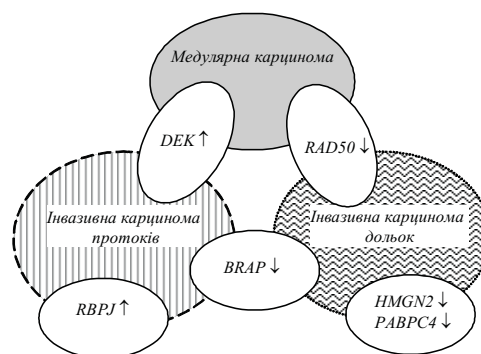 Медулярна карцинома
DEK ↑
RAD50 ↓
Інвазивна карцинома
протоків
Інвазивна карцинома
дольок
BRAP ↓
RBPJ ↑
HMGN2 ↓
PABPC4 ↓